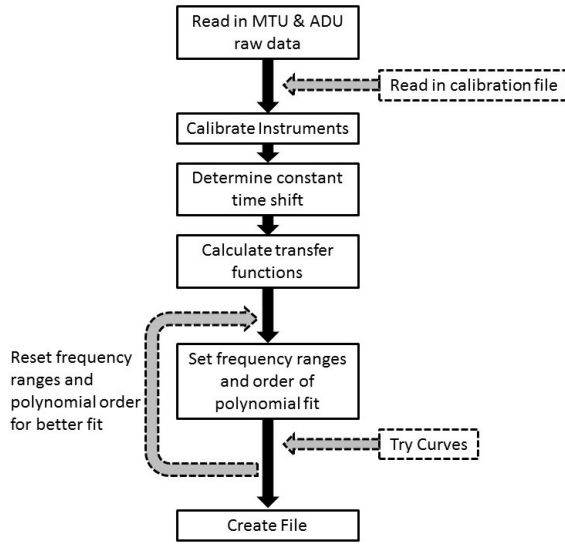 Read in MTU & ADU
raw data
Read in calibration file
Calibrate Instruments
Determine constant
time shift
Calculate transfer
functions
Reset frequency
ranges and
polynomial order
for better fit
Set frequency ranges
and order of
polynomial fit
Try Curves
Create File